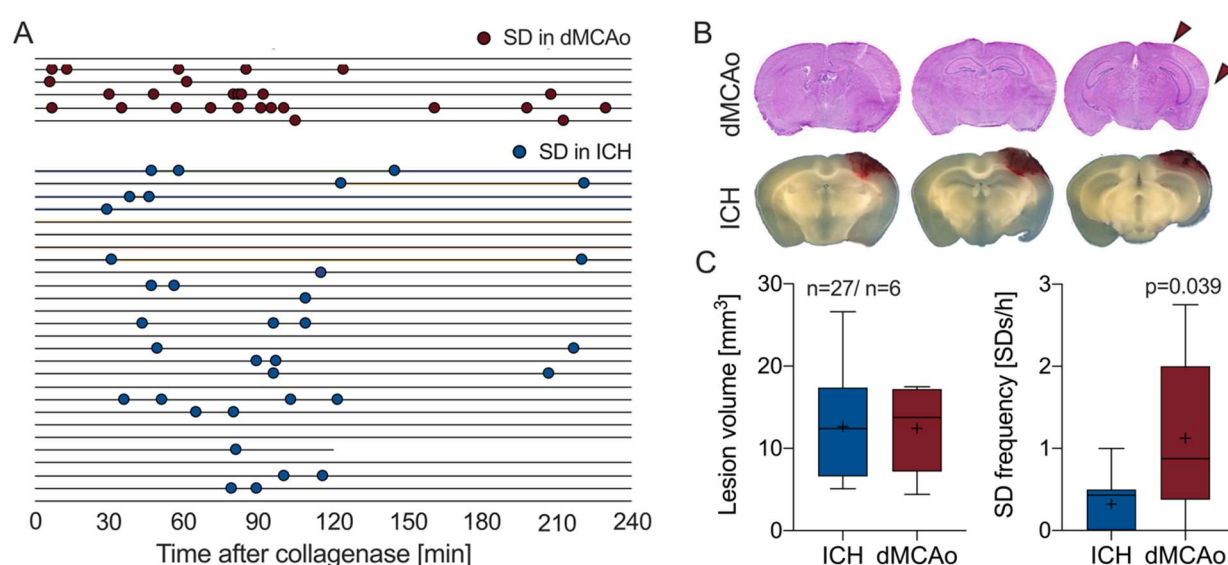 A
SD in dMCAo
SD in ICH
0 30 60 90 120 150 180 210 240
Time after collagenase [min]
B
dMCAo
ICH
C
Lesion volume [mm³]
30
20
10
0
n=27/ n=6
ICH dMCAo
SD frequency [SDs/h]
3
2
1
0
p=0.039
ICH dMCAo